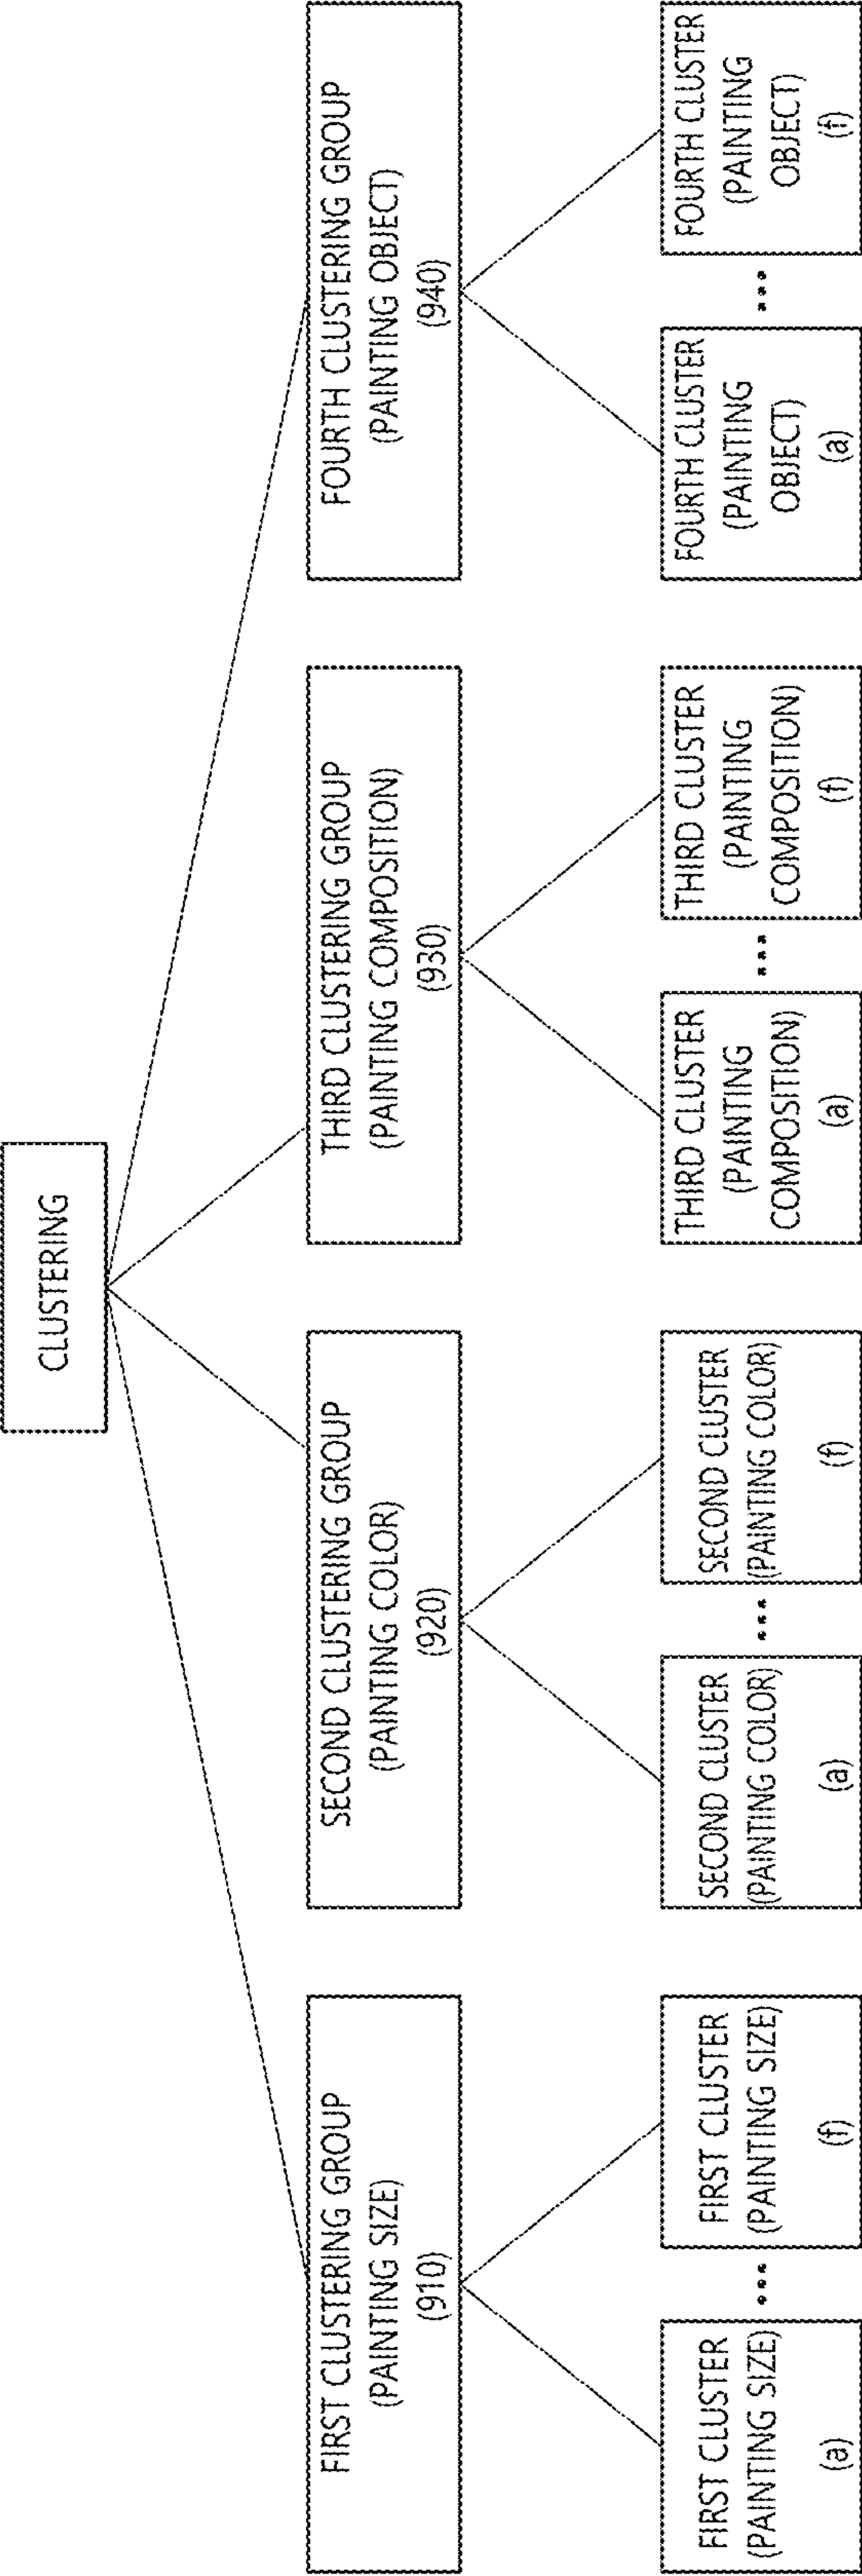 CLUSTERING
FIRST CLUSTERING GROUP
(PAINTING SIZE)
(910)
SECOND CLUSTERING GROUP
(PAINTING COLOR)
(920)
THIRD CLUSTERING GROUP
(PAINTING COMPOSITION)
(930)
FOURTH CLUSTERING GROUP
(PAINTING OBJECT)
(940)
FIRST CLUSTER
(PAINTING SIZE)
(a)
...
FIRST CLUSTER
(PAINTING SIZE)
(f)
SECOND CLUSTER
(PAINTING COLOR)
(a)
...
SECOND CLUSTER
(PAINTING COLOR)
(f)
THIRD CLUSTER
(PAINTING
COMPOSITION)
(a)
...
THIRD CLUSTER
(PAINTING
COMPOSITION)
(f)
FOURTH CLUSTER
(PAINTING
OBJECT)
(a)
...
FOURTH CLUSTER
(PAINTING
OBJECT)
(f)